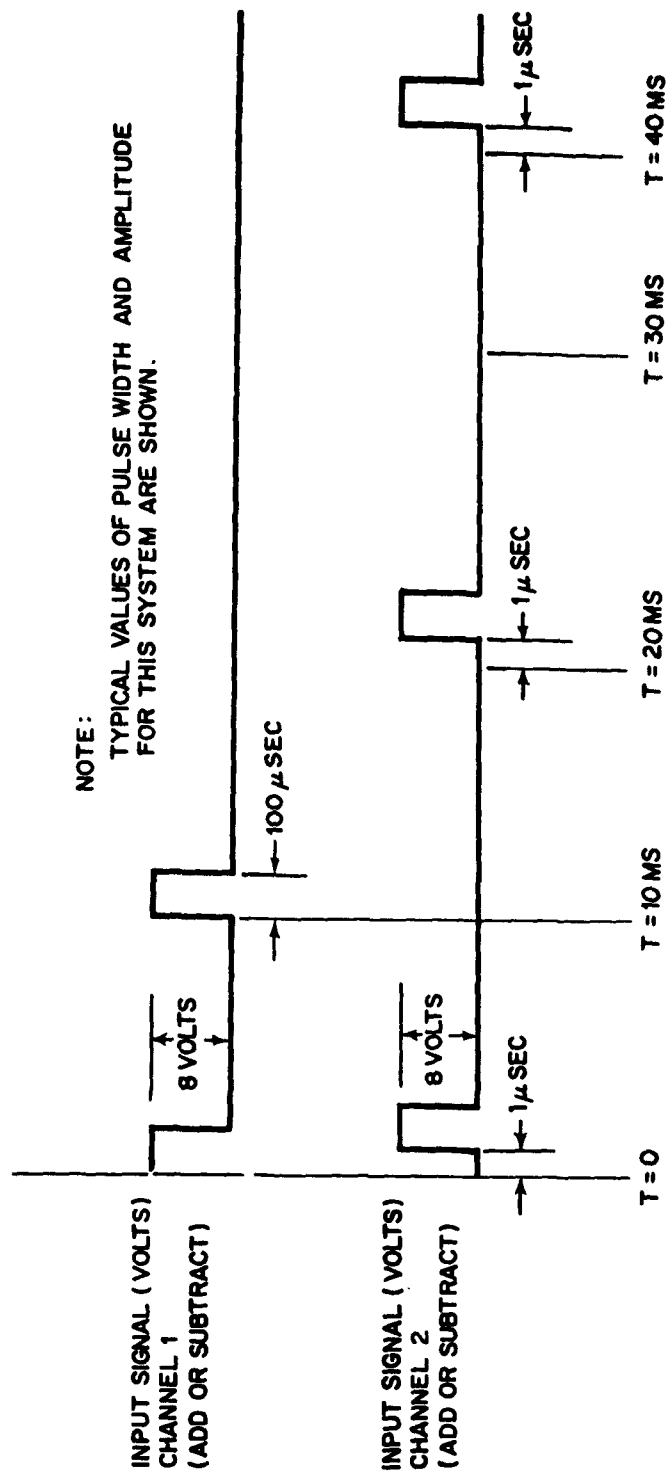 NOTE:
TYPICAL VALUES OF PULSE WIDTH AND AMPLITUDE
FOR THIS SYSTEM ARE SHOWN.
INPUT SIGNAL (VOLTS)
CHANNEL 1
(ADD OR SUBTRACT)
8 VOLTS
100 μSEC
INPUT SIGNAL (VOLTS)
CHANNEL 2
(ADD OR SUBTRACT)
8 VOLTS
1 μSEC
1 μSEC
1 μSEC
T = 0
T = 10 MS
T = 20 MS
T = 30 MS
T = 40 MS